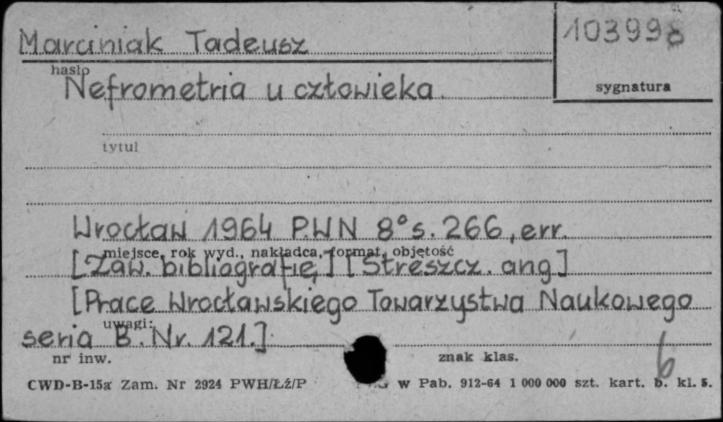 Marciniak Tadeusz
103998
hasło
sygnatura
Nefrometria u człowieka
tytuł
Wrocław 1964 PWN 8° s. 266, err.
miejsce, rok wyd., nakładca, format, objętość
[Zaw. bibliografię] [Streszcz. ang]
[Prace Wrocławskiego Towarzystwa Naukowego
uwagi:
seria B. Nr. 121.]
nr inw.
znak klas.
6
CWD-B-15a Zam. Nr 2924 PWH/Łź/P w Pab. 912-64 1 000 000 szt. kart. b. kl. 5.